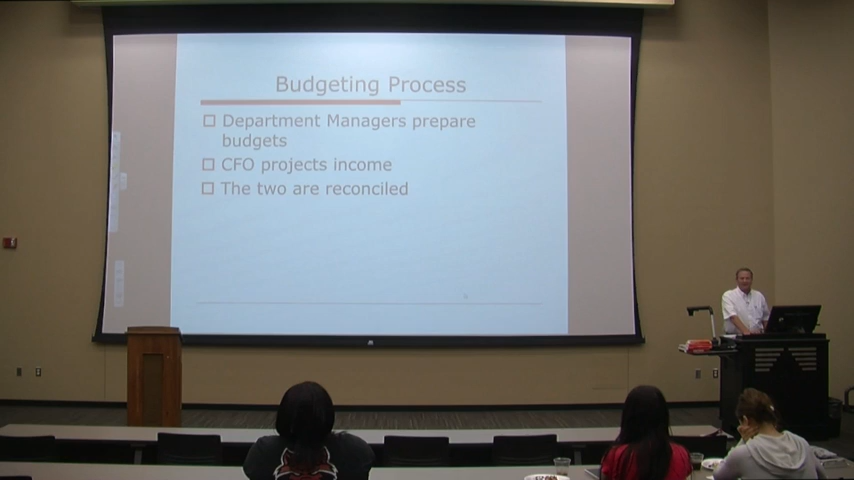 Budgeting Process
Department Managers prepare
budgets
CFO projects income
The two are reconciled